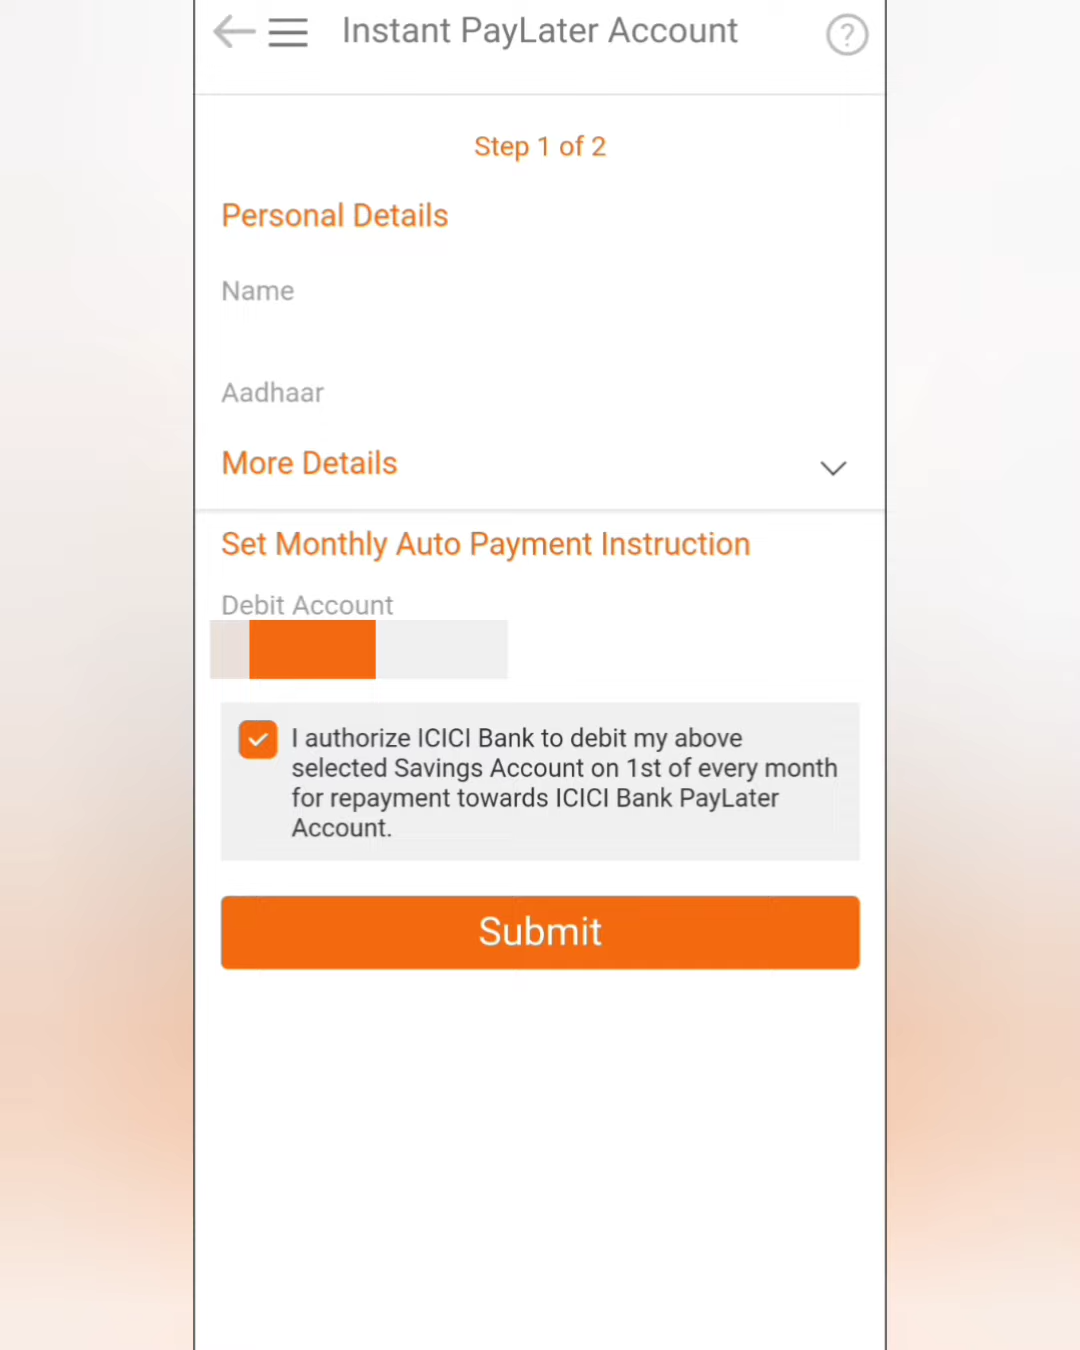 Instant PayLater Account
?
Step 1 of 2
Personal Details
Name
Aadhaar
More Details
Set Monthly Auto Payment Instruction
Debit Account
I authorize ICICI Bank to debit my above
selected Savings Account on 1st of every month
for repayment towards ICICI Bank PayLater
Account.
Submit